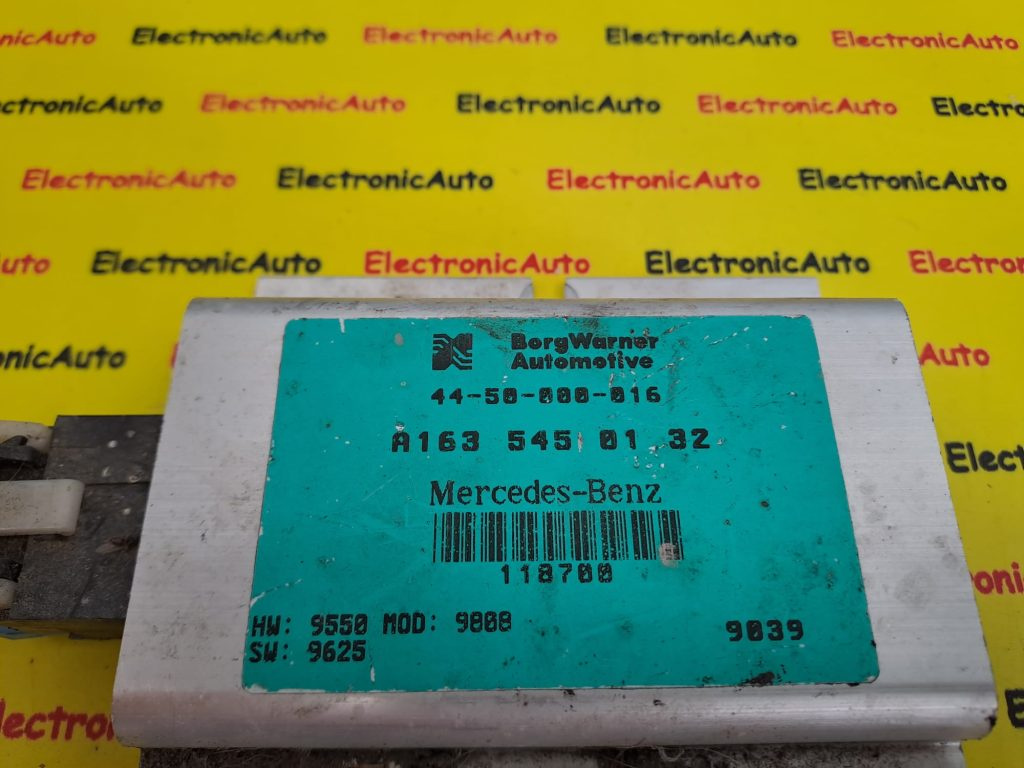 ElectronicAuto ElectronicAuto ElectronicAuto ElectronicAuto
ElectronicAuto ElectronicAuto ElectronicAuto
ElectronicAuto ElectronicAuto ElectronicAuto ElectronicAuto
ElectronicAuto ElectronicAuto ElectronicAuto
BorgWarner
Automotive
44-50-000-016
A163 545 01 32
Mercedes-Benz
118700
HW: 9550 MOD: 9808
SW: 9625
9039